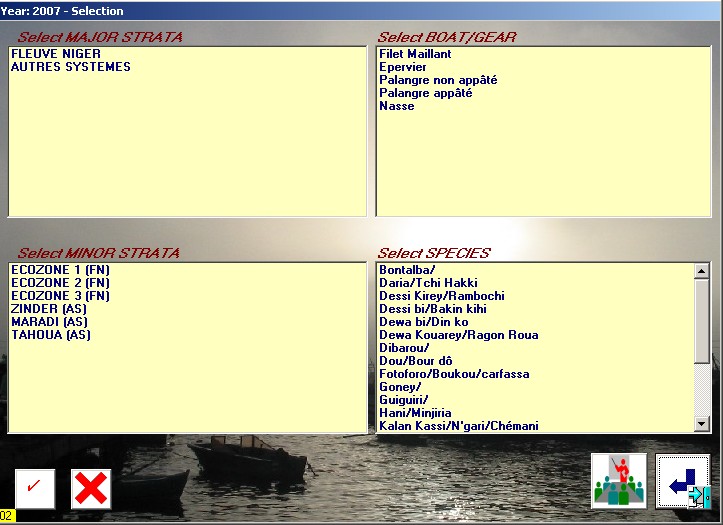 Year: 2007 - Selection
Select MAJOR STRATA
FLEUVE NIGER
AUTRES SYSTEMES
Select BOAT/GEAR
Filet Maillant
Epervier
Palangre non appâté
Palangre appâté
Nasse
Select MINOR STRATA
ECOZONE 1 (FN)
ECOZONE 2 (FN)
ECOZONE 3 (FN)
ZINDER (AS)
MARADI (AS)
TAHOUA (AS)
Select SPECIES
Bontalba/
Daria/Tchi Hakki
Dessi Kirey/Rambochi
Dessi bi/Bakin kihi
Dewa bi/Din ko
Dewa Kouarey/Ragon Roua
Dibarou/
Dou/Bour dô
Fotoforo/Boukou/carfassa
Goney/
Guiguiri/
Hani/Minjiria
Kalan Kassi/N'gari/Chémani
02